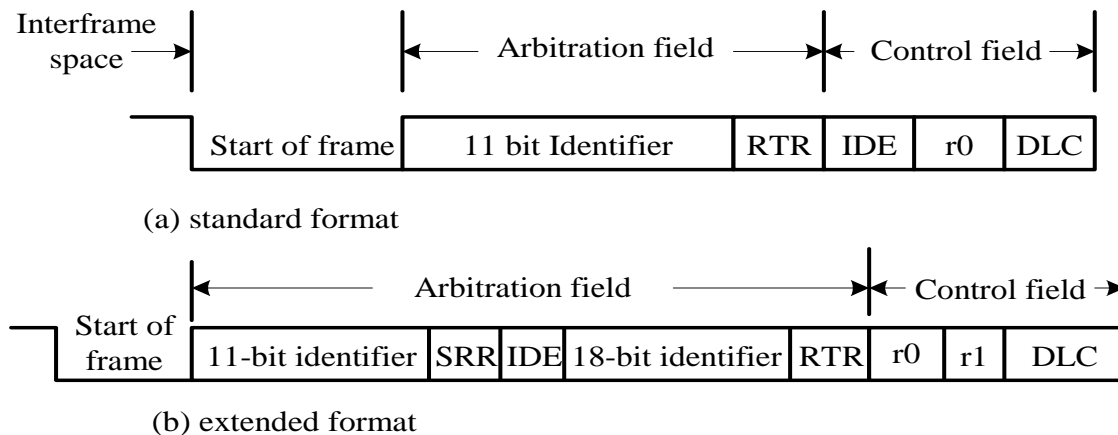 Interframe space
Arbitration field
Control field
Start of frame
11 bit Identifier
RTR
IDE
r0
DLC
(a) standard format
Arbitration field
Control field
Start of frame
11-bit identifier
SRR
IDE
18-bit identifier
RTR
r0
r1
DLC
(b) extended format